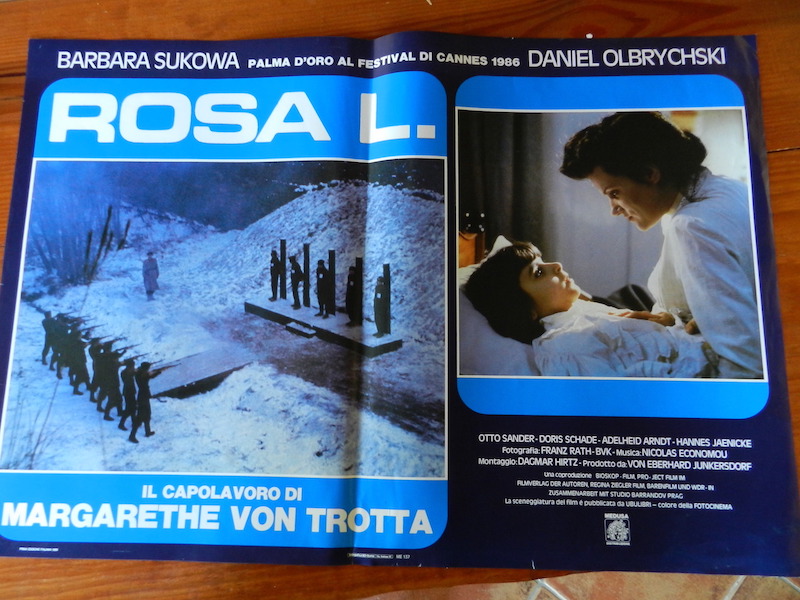 BARBARA SUKOWA PALMA D'ORO AL FESTIVAL DI CANNES 1986 DANIEL OLBRYCHSKI
ROSA L.
IL CAPOLAVORO DI
MARGARETHE VON TROTTA
OTTO SANDER - DORIS SCHADE - ADELHEID ARNDT - HANNES JAENICKE
Fotografia: FRANZ RATH - BVK - Musica: NICOLAS ECONOMOU
Montaggio: DAGMAR HIRTZ - Prodotto da: VON EBERHARD JUNKERSDORF
Una coproduzione BIOSKOP - FILM, PRO - JECT FILM IM
FILMVERLAG DER AUTOREN, REGINA ZIEGLER FILM, BARENFILM UND WDR - IN
ZUSAMMENARBEIT MIT STUDIO BARRANDOV PRAG
La sceneggiatura del film è pubblicata da UBULIBRI - colore della FOTOCINEMA
MEDUSA